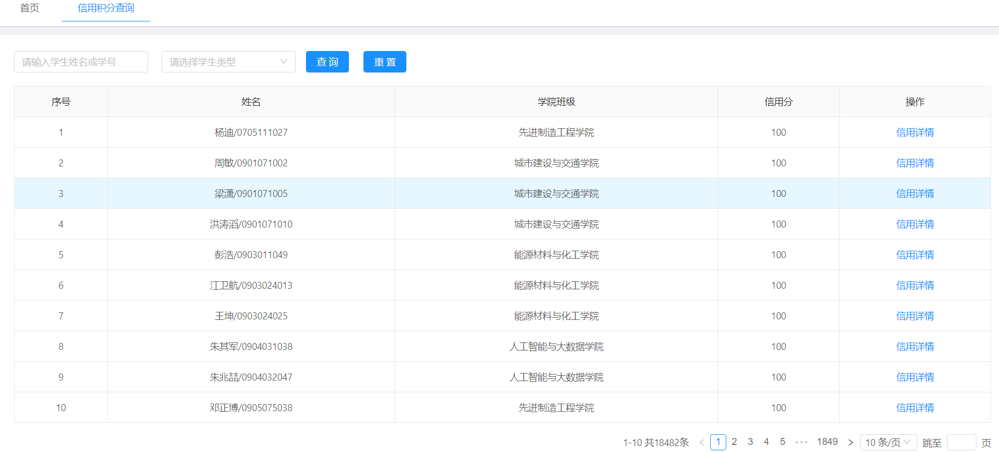 首页 信用积分查询
请输入学生姓名或学号 请选择学生类型 查 询 重 置
序号 姓名 学院班级 信用分 操作
1 杨迪/0705111027 先进制造工程学院 100 信用详情
2 周敏/0901071002 城市建设与交通学院 100 信用详情
3 梁潇/0901071005 城市建设与交通学院 100 信用详情
4 洪涛滔/0901071010 城市建设与交通学院 100 信用详情
5 彭浩/0903011049 能源材料与化工学院 100 信用详情
6 江卫航/0903024013 能源材料与化工学院 100 信用详情
7 王坤/0903024025 能源材料与化工学院 100 信用详情
8 朱其军/0904031038 人工智能与大数据学院 100 信用详情
9 朱兆喆/0904032047 人工智能与大数据学院 100 信用详情
10 邓正博/0905075038 先进制造工程学院 100 信用详情
1-10 共18482条 < 1 2 3 4 5 ••• 1849 > 10 条/页 跳至 页